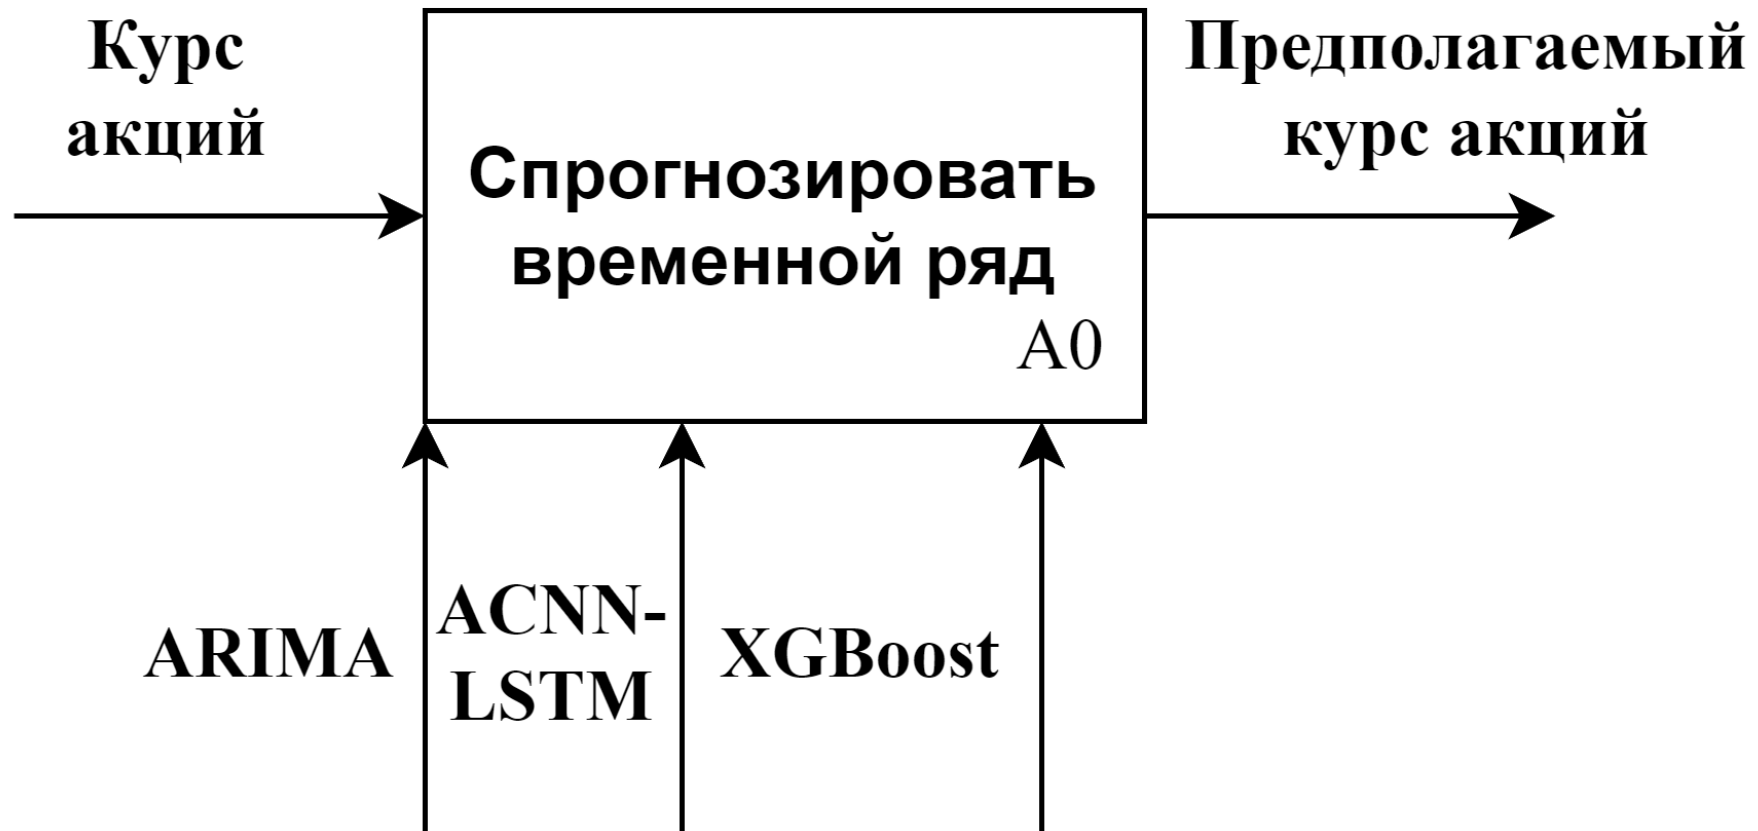 Курс
акций
Предполагаемый
курс акций
Спрогнозировать
временной ряд
A0
ARIMA
ACNN-
LSTM
XGBoost